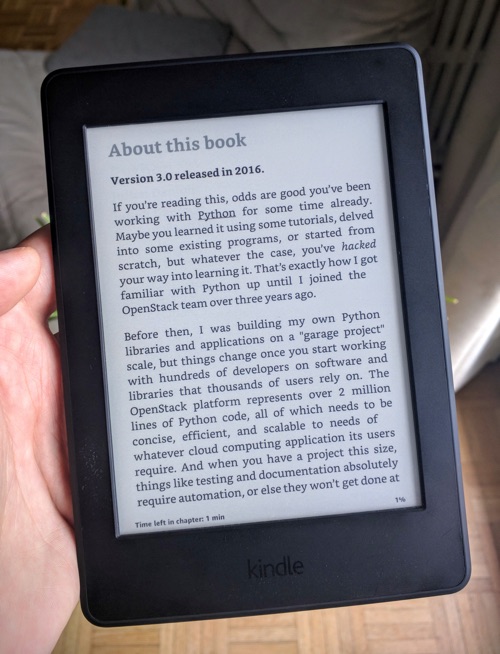 About this book
Version 3.0 released in 2016.
If you're reading this, odds are good you've been
working with Python for some time already.
Maybe you learned it using some tutorials, delved
into some existing programs, or started from
scratch, but whatever the case, you've hacked
your way into learning it. That's exactly how I got
familiar with Python up until I joined the
OpenStack team over three years ago.
Before then, I was building my own Python
libraries and applications on a "garage project"
scale, but things change once you start working
with hundreds of developers on software and
libraries that thousands of users rely on. The
OpenStack platform represents over 2 million
lines of Python code, all of which needs to be
concise, efficient, and scalable to needs of
whatever cloud computing application its users
require. And when you have a project this size,
things like testing and documentation absolutely
require automation, or else they won't get done at
Time left in chapter: 1 min
1%
kindle